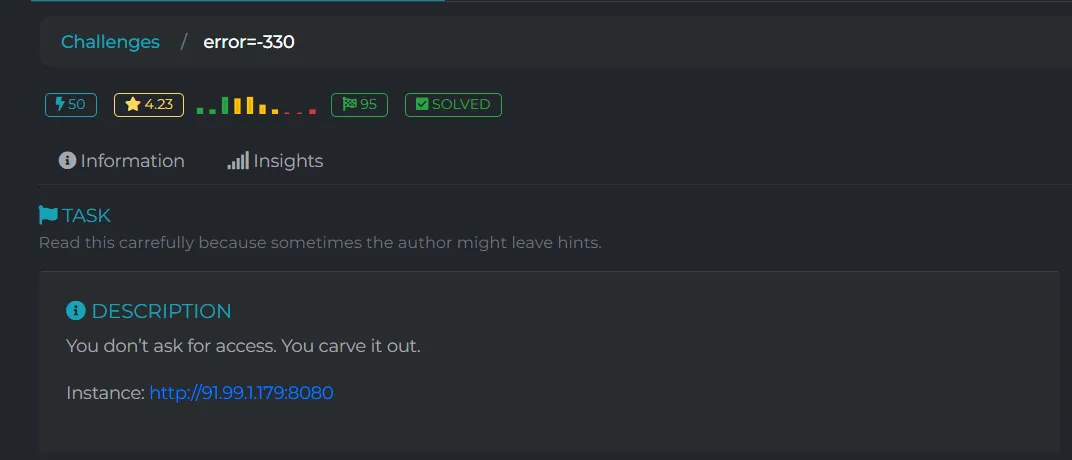 Challenges / error=-330
50 4.23 95 SOLVED
Information Insights
TASK
Read this carrefully because sometimes the author might leave hints.
DESCRIPTION
You don’t ask for access. You carve it out.
Instance: http://91.99.1.179:8080